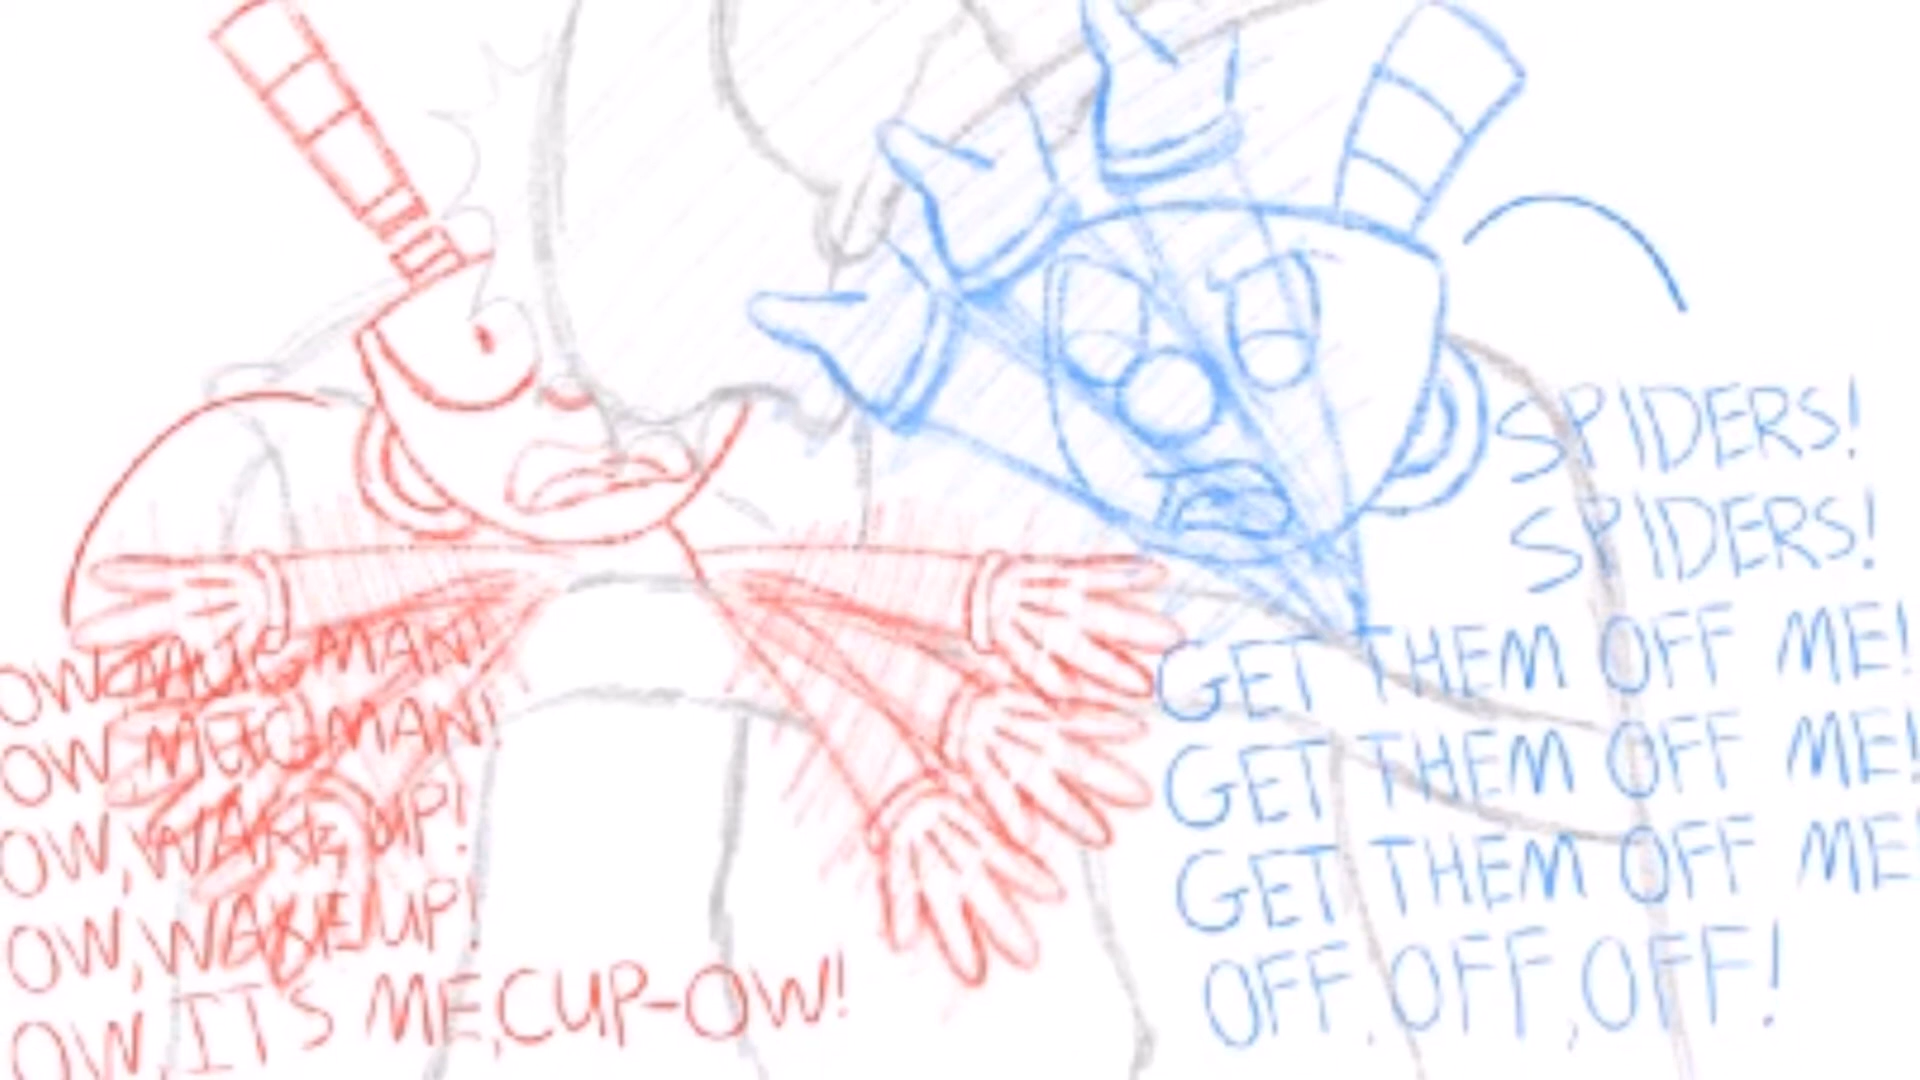 OW MUGMAN!
OW MUGMAN!
OW, WAKE UP!
OW, WAKE UP!
OW, ITS ME, CUP-OW!
SPIDERS!
SPIDERS!
GET THEM OFF ME!
GET THEM OFF ME!
GET THEM OFF ME!
OFF, OFF, OFF!